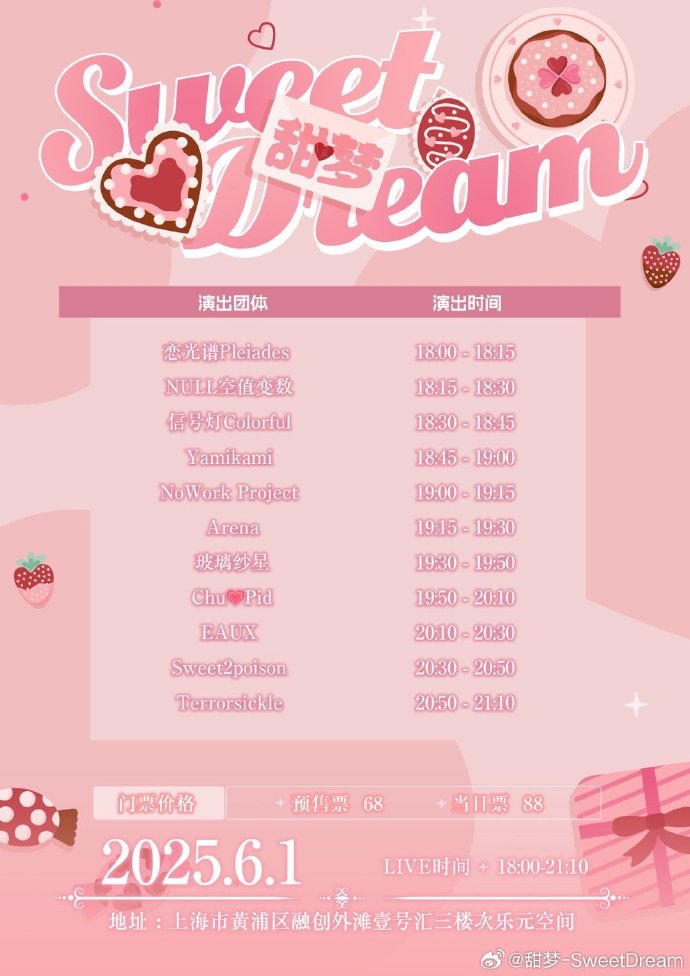 Sweet
甜梦
Dream
演出团体 演出时间
恋光谱Pleiades 18:00 - 18:15
NULL空值变数 18:15 - 18:30
信号灯Colorful 18:30 - 18:45
Yamikami 18:45 - 19:00
NoWork Project 19:00 - 19:15
Arena 19:15 - 19:30
玻璃纱星 19:30 - 19:50
Chu❤Pid 19:50 - 20:10
EAUX 20:10 - 20:30
Sweet2poison 20:30 - 20:50
Terrorsickle 20:50 - 21:10
门票价格 + 预售票 68 + 当日票 88
2025.6.1 LIVE时间 + 18:00-21:10
地址：上海市黄浦区融创外滩壹号汇三楼次乐元空间
@甜梦-SweetDream